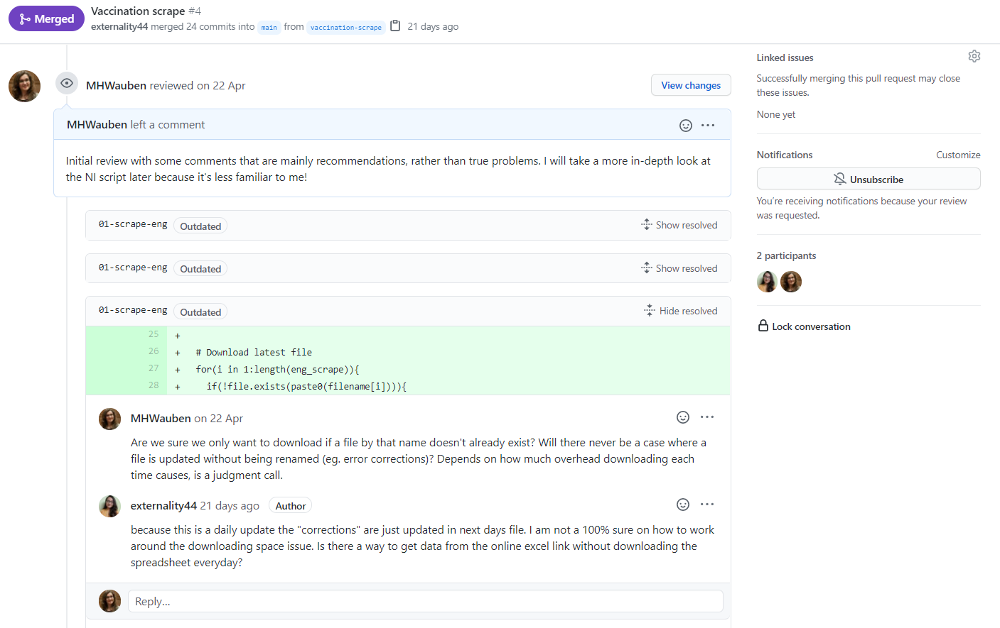 Merged
Vaccination scrape #4
externality44 merged 24 commits into main from vaccination-scrape 21 days ago
MHWauben reviewed on 22 Apr
View changes
MHWauben left a comment
Initial review with some comments that are mainly recommendations, rather than true problems. I will take a more in-depth look at
the NI script later because it's less familiar to me!
01-scrape-eng Outdated Show resolved
01-scrape-eng Outdated Show resolved
01-scrape-eng Outdated Hide resolved
25 +
26 + # Download latest file
27 + for(i in 1:length(eng_scrape)){
28 + if(!file.exists(paste0(filename[i]))){
MHWauben on 22 Apr
Are we sure we only want to download if a file by that name doesn't already exist? Will there never be a case where a
file is updated without being renamed (eg. error corrections)? Depends on how much overhead downloading each
time causes, is a judgment call.
externality44 21 days ago Author
because this is a daily update the "corrections" are just updated in next days file. I am not a 100% sure on how to work
around the downloading space issue. Is there a way to get data from the online excel link without downloading the
spreadsheet everyday?
Reply...
Linked issues
Successfully merging this pull request may close
these issues.
None yet
Notifications Customize
Unsubscribe
You're receiving notifications because your review
was requested.
2 participants
Lock conversation